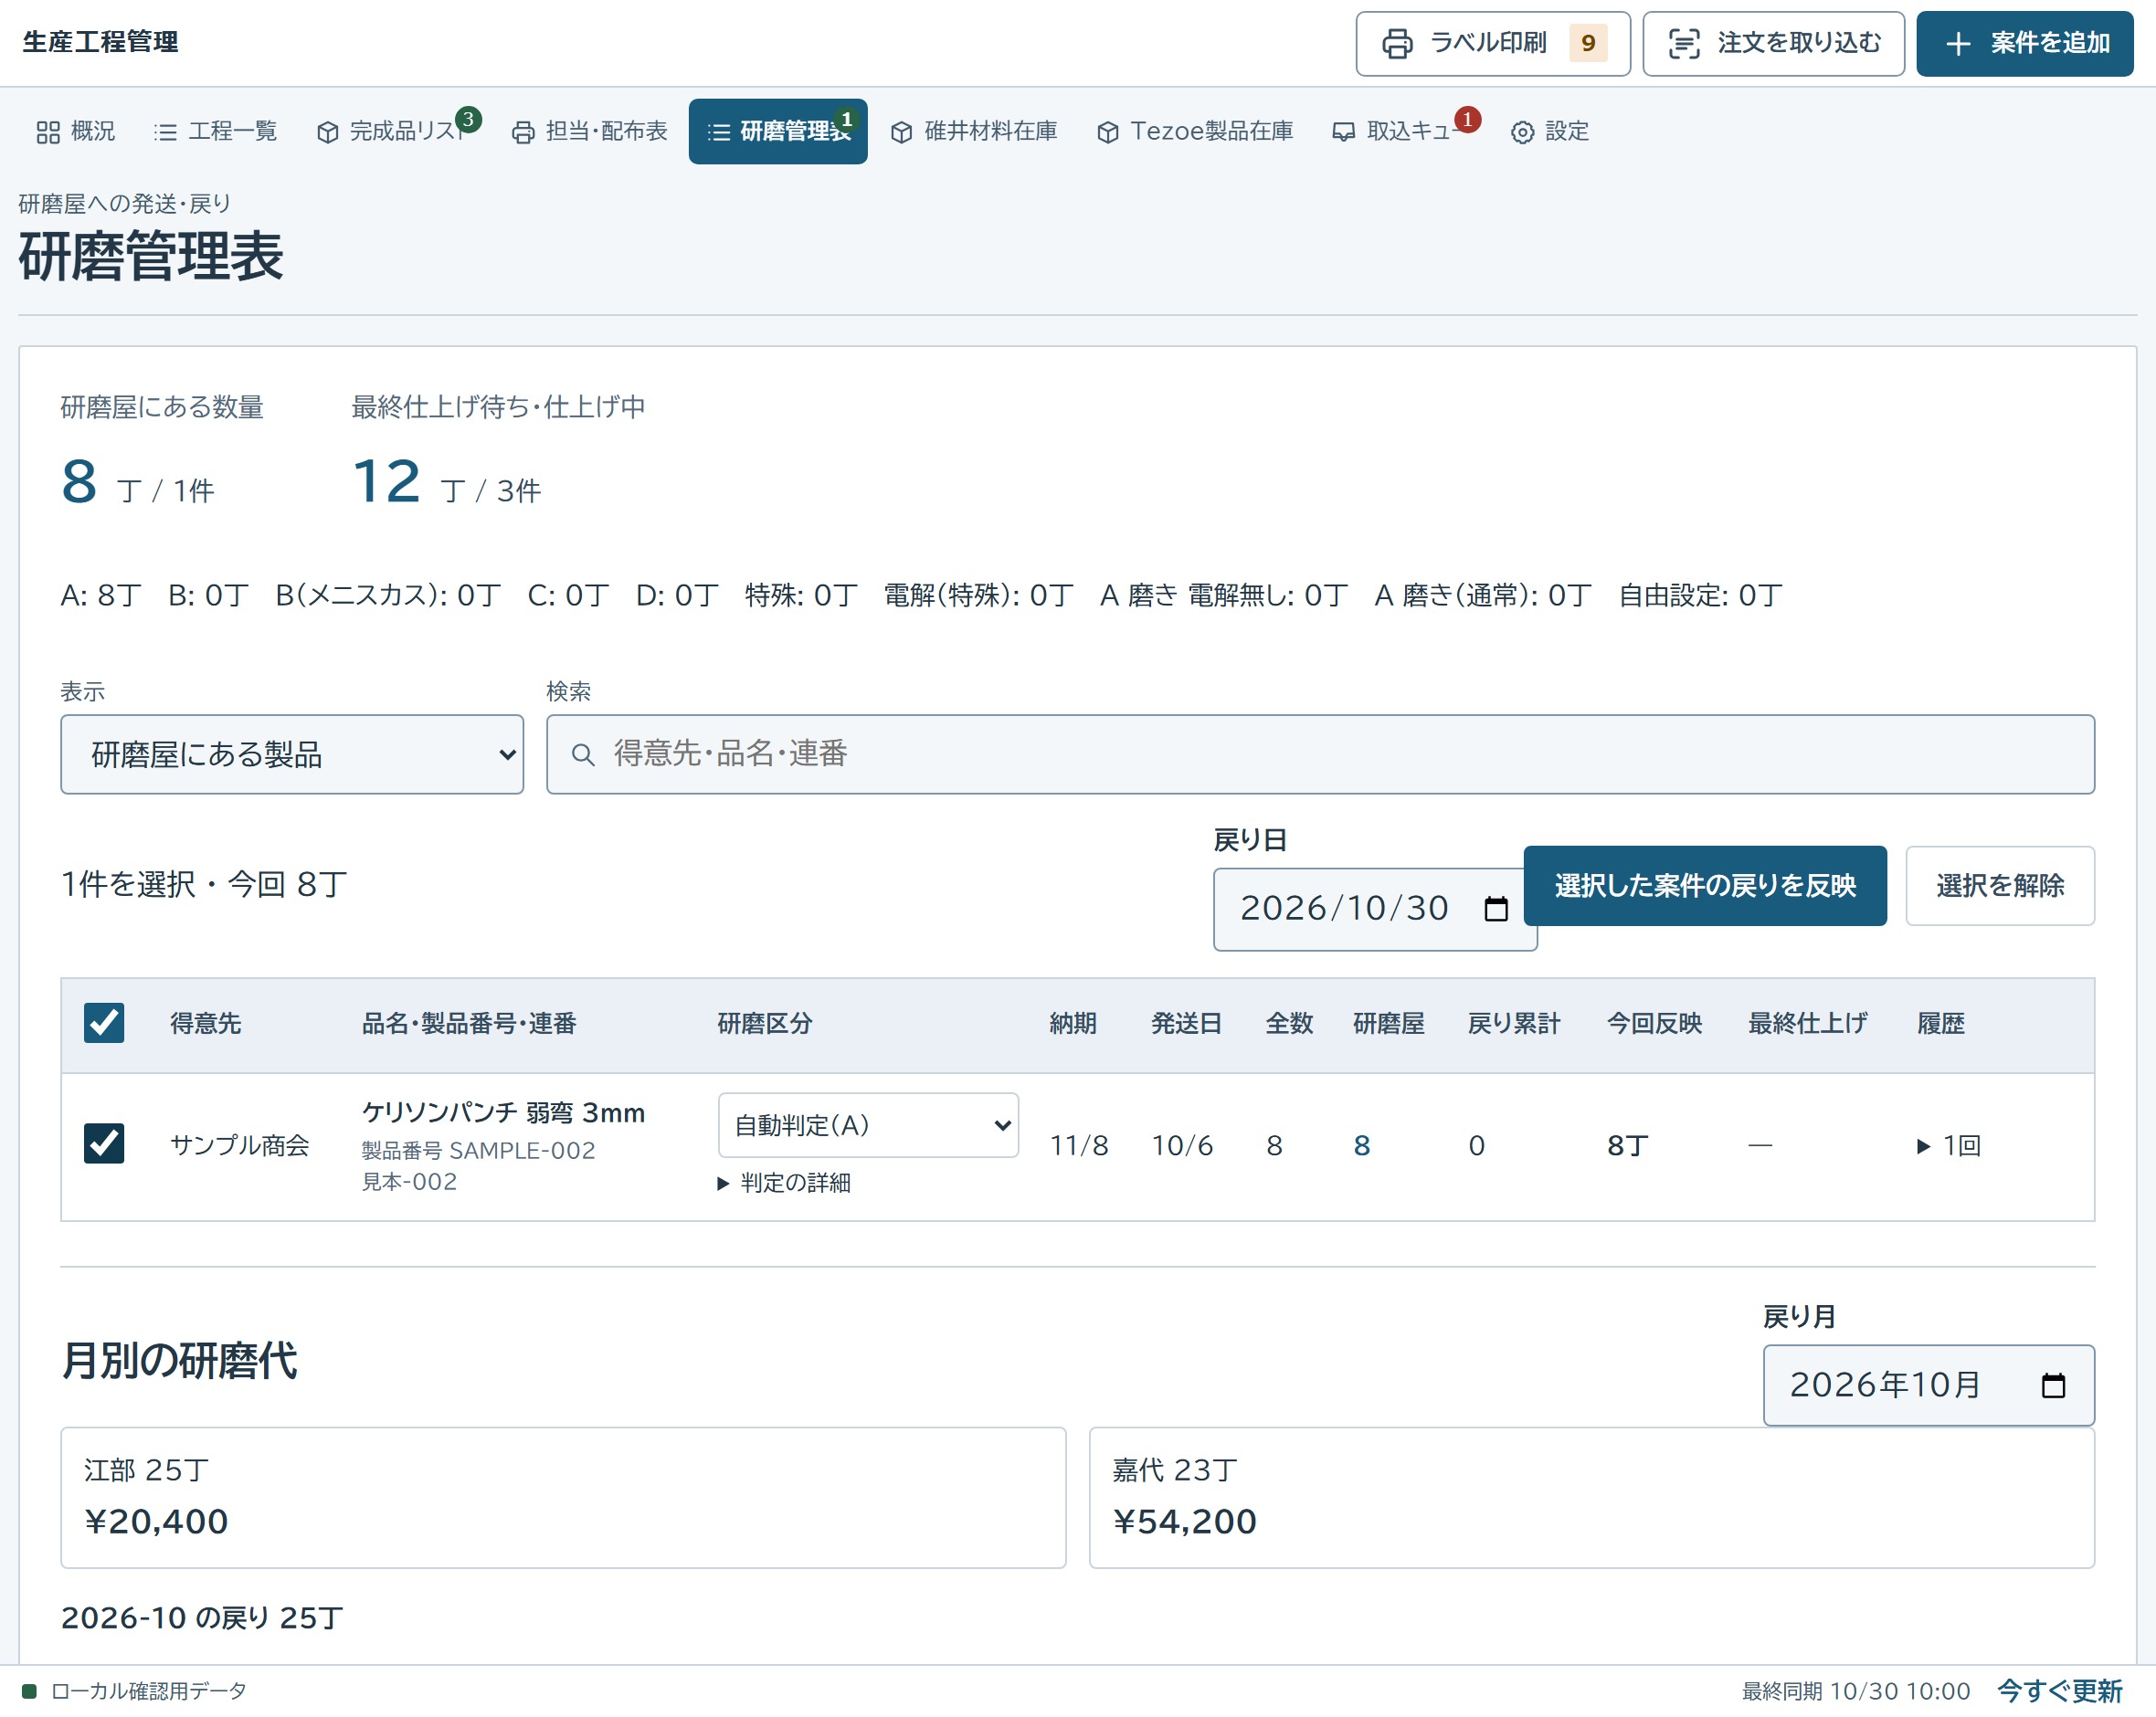 生産工程管理
ラベル印刷 9
注文を取り込む
案件を追加
概況
工程一覧
完成品リスト 3
担当・配布表
研磨管理表 1
碓井材料在庫
Tezoe製品在庫
取込キュー 1
設定
研磨屋への発送・戻り
研磨管理表
研磨屋にある数量
最終仕上げ待ち・仕上げ中
8 丁 / 1件
12 丁 / 3件
A: 8丁 B: 0丁 B(メニスカス): 0丁 C: 0丁 D: 0丁 特殊: 0丁 電解(特殊): 0丁 A 磨き 電解無し: 0丁 A 磨き(通常): 0丁 自由設定: 0丁
表示
検索
研磨屋にある製品
得意先・品名・連番
1件を選択・今回 8丁
戻り日
2026/10/30
選択した案件の戻りを反映
選択を解除
得意先 品名・製品番号・連番 研磨区分 納期 発送日 全数 研磨屋 戻り累計 今回反映 最終仕上げ 履歴
サンプル商会
ケリソンパンチ 弱弯 3mm
製品番号 SAMPLE-002
見本-002
自動判定(A)
▶ 判定の詳細
11/8 10/6 8 8 0 8丁 — ▶ 1回
月別の研磨代
戻り月
2026年10月
江部 25丁
¥20,400
嘉代 23丁
¥54,200
2026-10 の戻り 25丁
ローカル確認用データ
最終同期 10/30 10:00
今すぐ更新